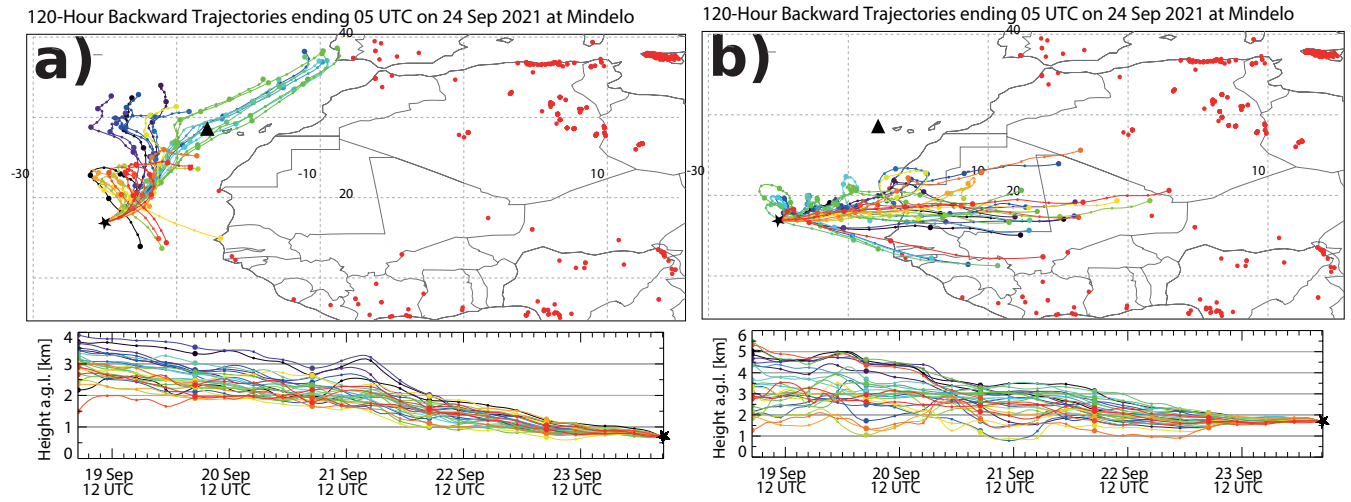 120-Hour Backward Trajectories ending 05 UTC on 24 Sep 2021 at Mindelo
a)
40
-30
-10
10
20
4
3
2
1
0
Height a.g.l. [km]
19 Sep 20 Sep 21 Sep 22 Sep 23 Sep
12 UTC 12 UTC 12 UTC 12 UTC 12 UTC
120-Hour Backward Trajectories ending 05 UTC on 24 Sep 2021 at Mindelo
b)
40
-30
-10
10
20
6
5
4
3
2
1
0
Height a.g.l. [km]
19 Sep 20 Sep 21 Sep 22 Sep 23 Sep
12 UTC 12 UTC 12 UTC 12 UTC 12 UTC